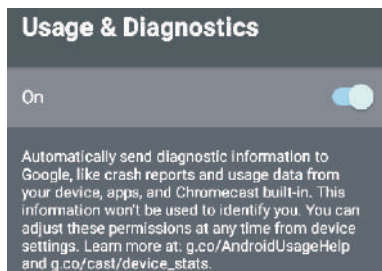 Usage & Diagnostics
On
Automatically send diagnostic information to
Google, like crash reports and usage data from
your device, apps, and Chromecast built-in. This
information won't be used to identify you. You can
adjust these permissions at any time from device
settings. Learn more at: g.co/AndroidUsageHelp
and g.co/cast/device_stats.